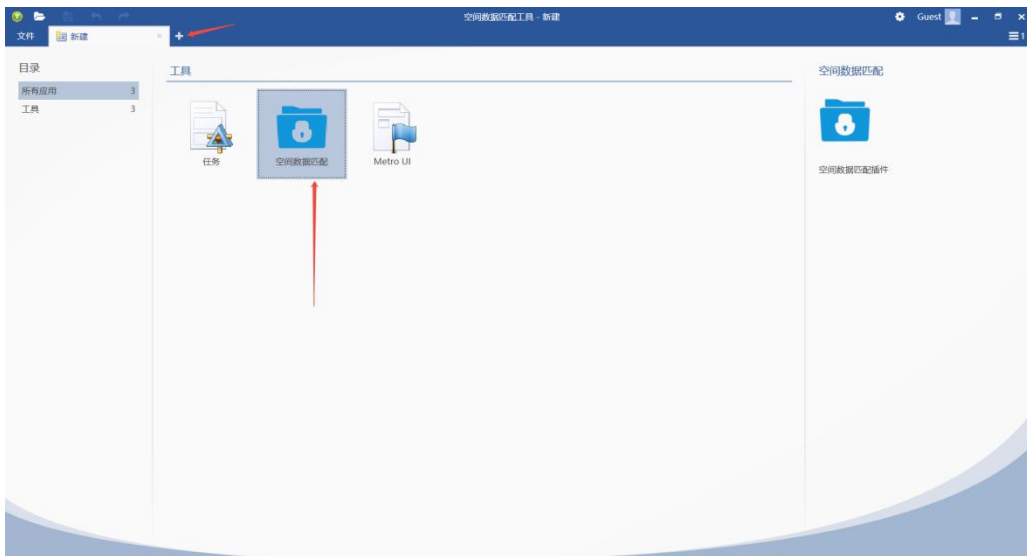 空间数据匹配工具 - 新建
Guest
文件
新建
1
目录
所有应用 3
工具 3
工具
任务
空间数据匹配
Metro UI
空间数据匹配
空间数据匹配插件